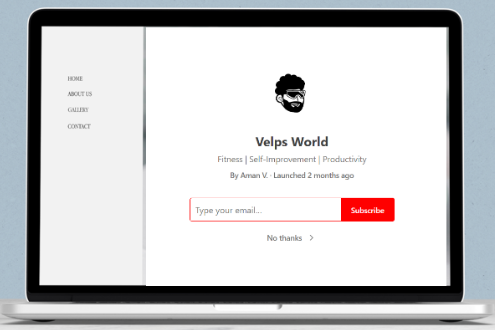 HOME
ABOUT US
GALLERY
CONTACT
Velps World
Fitness | Self-Improvement | Productivity
By Aman V. · Launched 2 months ago
Type your email...
Subscribe
No thanks >